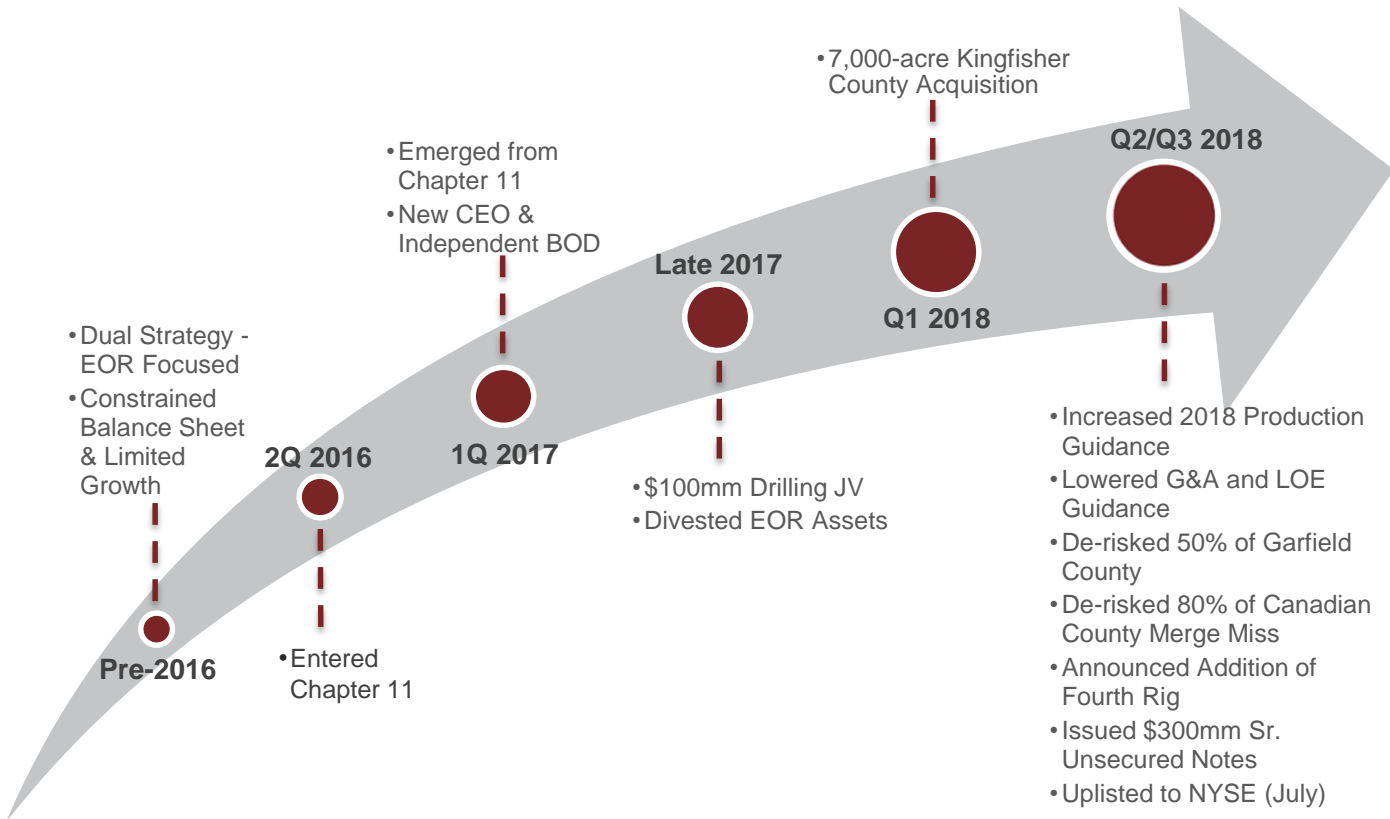 •Dual Strategy -
EOR Focused
•Constrained
Balance Sheet
& Limited
Growth
Pre-2016
2Q 2016
•Entered
Chapter 11
•Emerged from
Chapter 11
•New CEO &
Independent BOD
1Q 2017
Late 2017
•$100mm Drilling JV
•Divested EOR Assets
•7,000-acre Kingfisher
County Acquisition
Q1 2018
Q2/Q3 2018
•Increased 2018 Production
Guidance
•Lowered G&A and LOE
Guidance
•De-risked 50% of Garfield
County
•De-risked 80% of Canadian
County Merge Miss
•Announced Addition of
Fourth Rig
•Issued $300mm Sr.
Unsecured Notes
•Uplisted to NYSE (July)